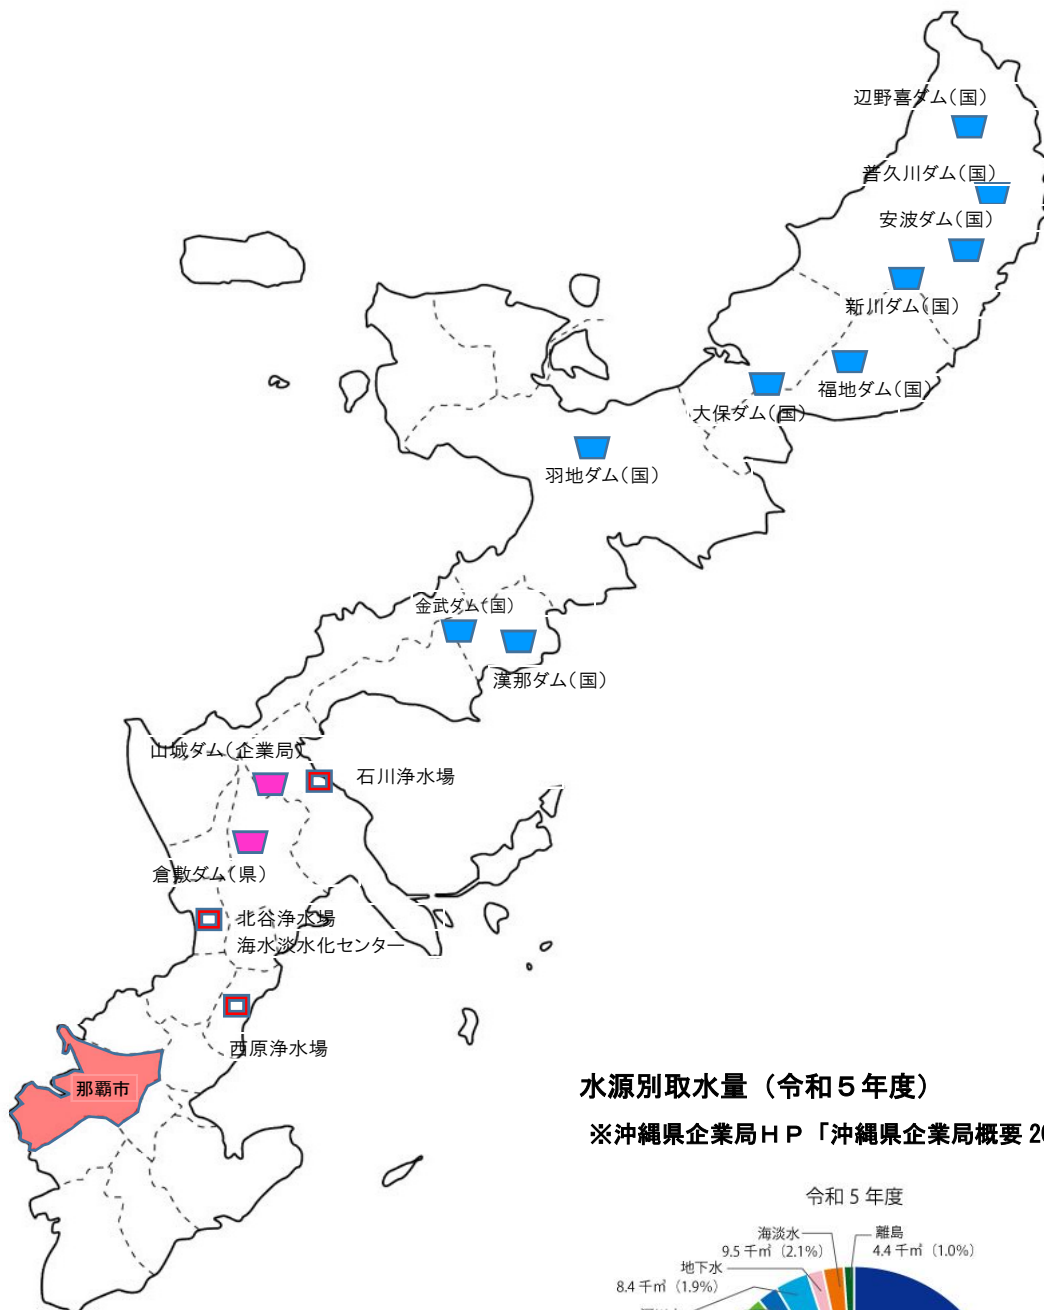 辺野喜ダム(国)
普久川ダム(国)
安波ダム(国)
新川ダム(国)
福地ダム(国)
大保ダム(国)
羽地ダム(国)
金武ダム(国)
漢那ダム(国)
山城ダム(企業局)
石川浄水場
倉敷ダム(県)
北谷浄水場
海水淡水化センター
西原浄水場
那覇市
水源別取水量（令和５年度）
※沖縄県企業局ＨＰ「沖縄県企業局概要 20
令和 5 年度
海淡水
9.5 千㎥（2.1%）
離島
4.4 千㎥（1.0%）
地下水
8.4 千㎥（1.9%）